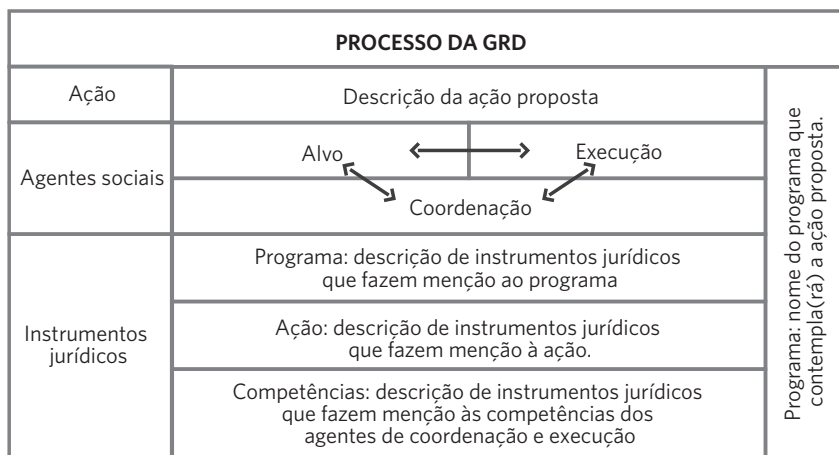 PROCESSO DA GRD
Ação
Descrição da ação proposta
Agentes sociais
Alvo
Execução
Coordenação
Instrumentos
jurídicos
Programa: descrição de instrumentos jurídicos
que fazem menção ao programa
Ação: descrição de instrumentos jurídicos
que fazem menção à ação.
Competências: descrição de instrumentos jurídicos
que fazem menção às competências dos
agentes de coordenação e execução
Programa: nome do programa que
contempla(rá) a ação proposta.